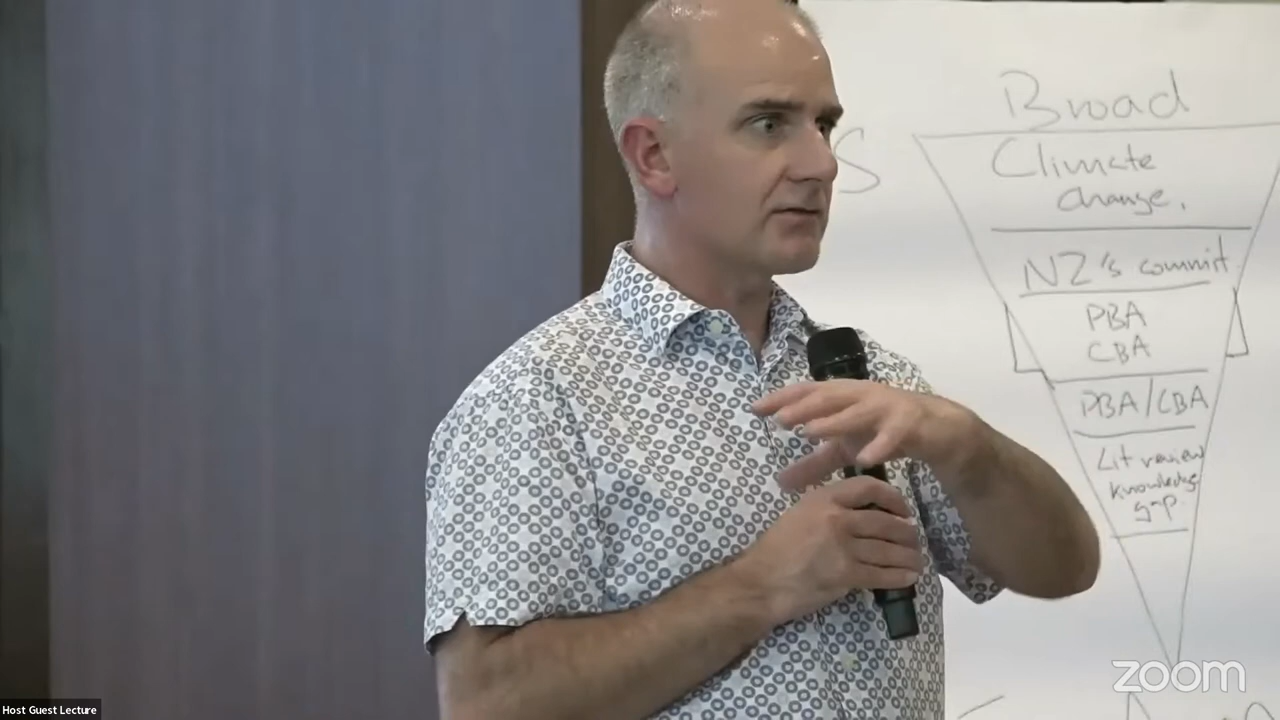 Broad
S
Climate
change.
NZ's commit
PBA
CBA
PBA/CBA
Lit review
knowledge
gap
zoom
Host Guest Lecture